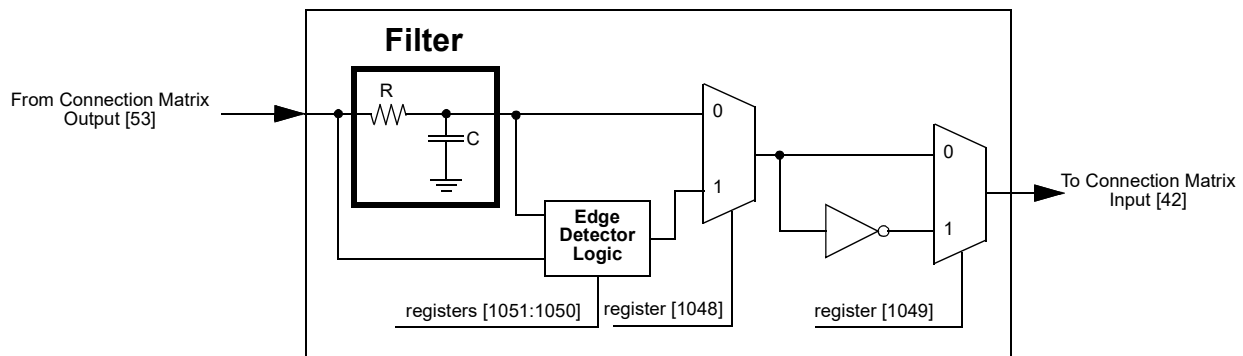 Filter
R
From Connection Matrix
Output [53]
C
0
1
Edge
Detector
Logic
0
1
To Connection Matrix
Input [42]
registers [1051:1050]
register [1048]
register [1049]